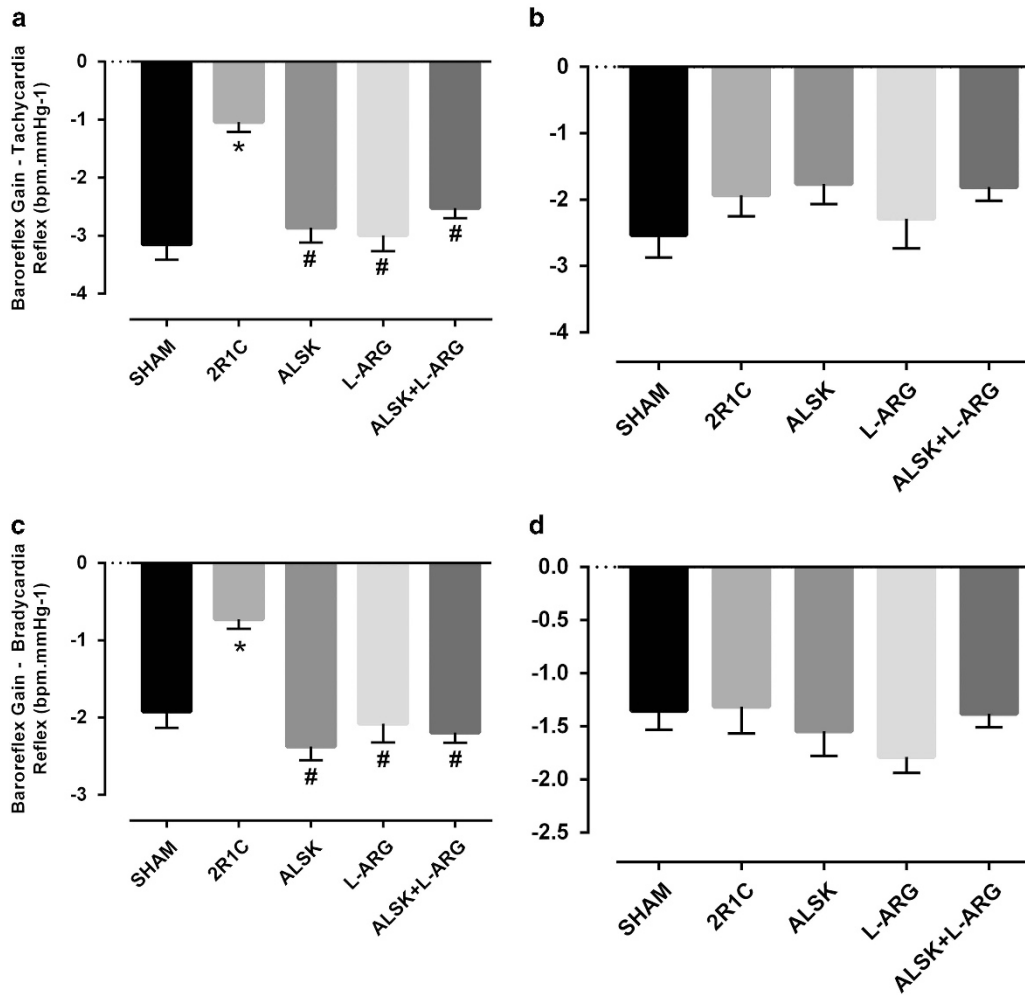 a
Baroreflex Gain - Tachycardia
Reflex (bpm.mmHg-1)
0
-1
-2
-3
-4
*
#
#
#
SHAM
2R1C
ALSK
L-ARG
ALSK+L-ARG
b
0
-1
-2
-3
-4
SHAM
2R1C
ALSK
L-ARG
ALSK+L-ARG
c
Baroreflex Gain - Bradycardia
Reflex (bpm.mmHg-1)
0
-1
-2
-3
*
#
#
#
SHAM
2R1C
ALSK
L-ARG
ALSK+L-ARG
d
0.0
-0.5
-1.0
-1.5
-2.0
-2.5
SHAM
2R1C
ALSK
L-ARG
ALSK+L-ARG